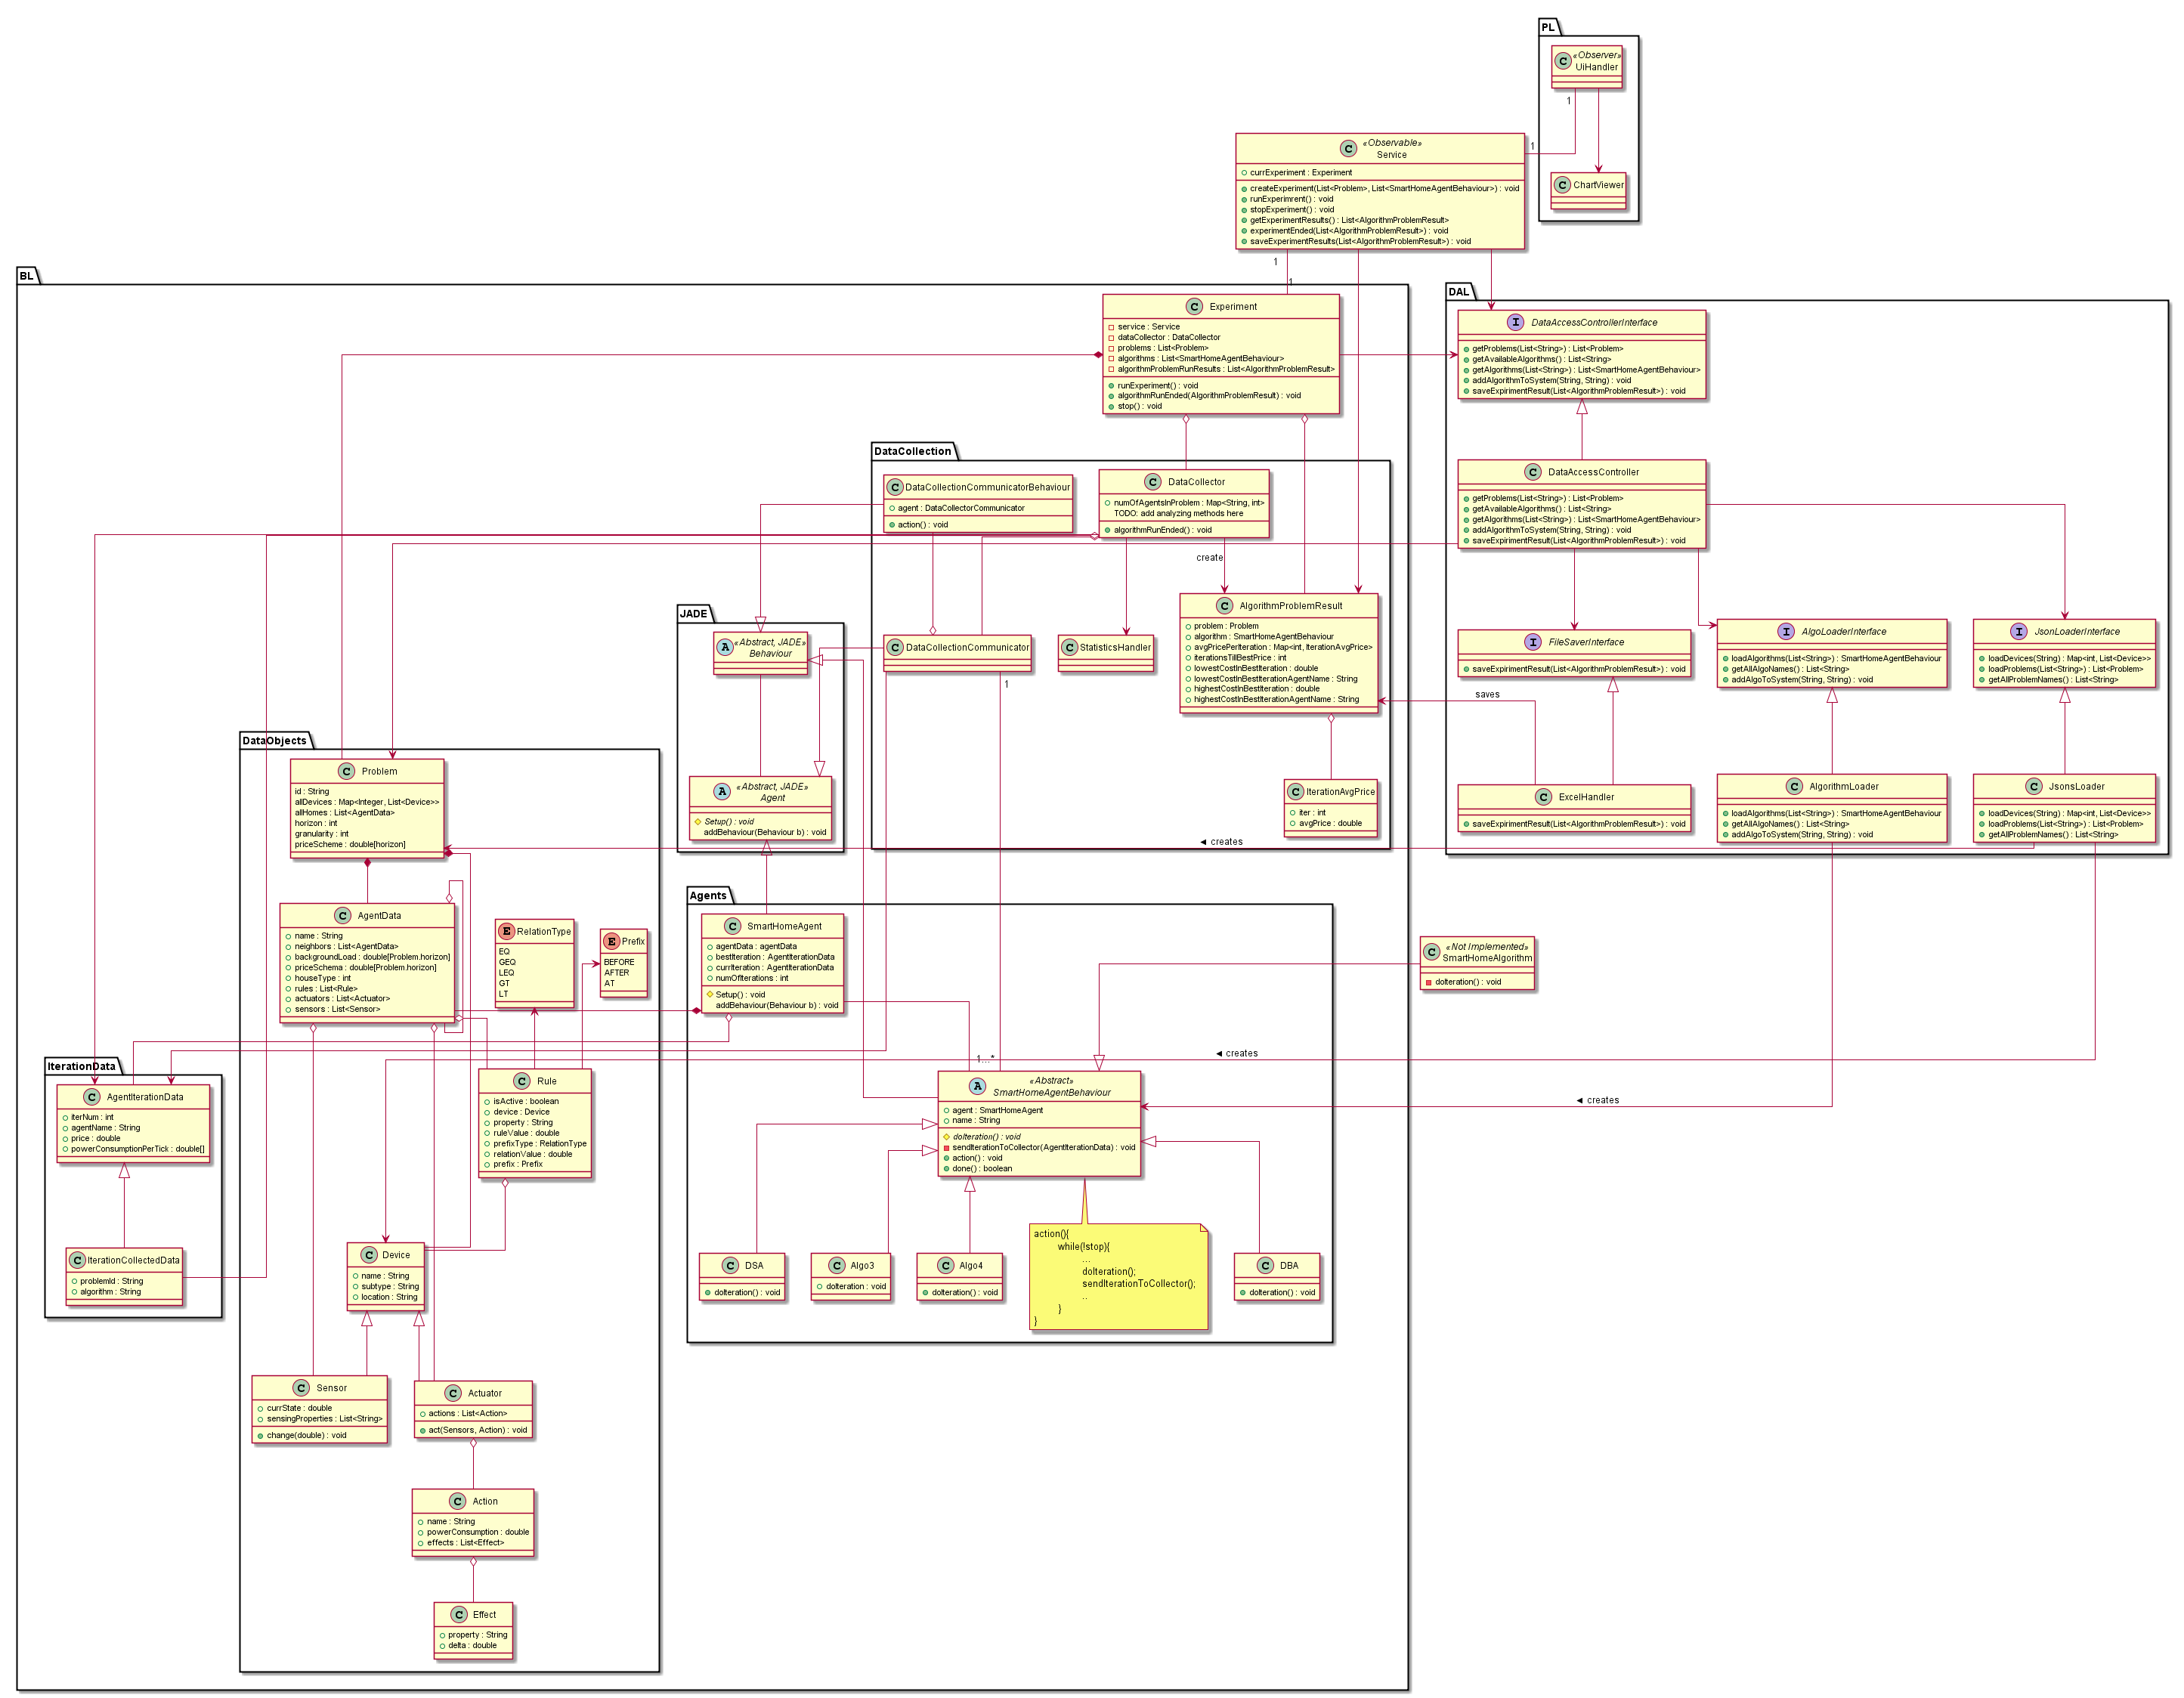 PL
C
«Observer»
UiHandler
1
1
C
ChartViewer
C
«Observable»
Service
currExperiment : Experiment
createExperiment(List<Problem>, List<SmartHomeAgentBehaviour>) : void
runExperimrent() : void
stopExperiment() : void
getExperimentResults() : List<AlgorithmProblemResult>
experimentEnded(List<AlgorithmProblemResult>) : void
saveExperimentResults(List<AlgorithmProblemResult>) : void
1
1
BL
C Experiment
service : Service
dataCollector : DataCollector
problems : List<Problem>
algorithms : List<SmartHomeAgentBehaviour>
algorithmProblemRunResults : List<AlgorithmProblemResult>
runExperiment() : void
algorithmRunEnded(AlgorithmProblemResult) : void
stop() : void
DAL
I DataAccessControllerInterface
getProblems(List<String>) : List<Problem>
getAvailableAlgorithms() : List<String>
getAlgorithms(List<String>) : List<SmartHomeAgentBehaviour>
addAlgorithmToSystem(String, String) : void
saveExpirimentResult(List<AlgorithmProblemResult>) : void
C DataAccessController
getProblems(List<String>) : List<Problem>
getAvailableAlgorithms() : List<String>
getAlgorithms(List<String>) : List<SmartHomeAgentBehaviour>
addAlgorithmToSystem(String, String) : void
saveExpirimentResult(List<AlgorithmProblemResult>) : void
DataCollection
C DataCollectionCommunicatorBehaviour
agent : DataCollectorCommunicator
action() : void
C DataCollector
numOfAgentsInProblem : Map<String, int>
TODO: add analyzing methods here
algorithmRunEnded() : void
create
C AlgorithmProblemResult
problem : Problem
algorithm : SmartHomeAgentBehaviour
avgPricePerIteration : Map<int, IterationAvgPrice>
iterationsTillBestPrice : int
lowestCostInBestIteration : double
lowestCostInBestIterationAgentName : String
highestCostInBestIteration : double
highestCostInBestIterationAgentName : String
C DataCollectionCommunicator
1
C StatisticsHandler
C IterationAvgPrice
iter : int
avgPrice : double
JADE
A
«Abstract, JADE»
Behaviour
A
«Abstract, JADE»
Agent
Setup() : void
addBehaviour(Behaviour b) : void
I FileSaverInterface
saveExpirimentResult(List<AlgorithmProblemResult>) : void
I AlgoLoaderInterface
loadAlgorithms(List<String>) : SmartHomeAgentBehaviour
getAllAlgoNames() : List<String>
addAlgoToSystem(String, String) : void
I JsonLoaderInterface
loadDevices(String) : Map<int, List<Device>>
loadProblems(List<String>) : List<Problem>
getAllProblemNames() : List<String>
saves
C ExcelHandler
saveExpirimentResult(List<AlgorithmProblemResult>) : void
C AlgorithmLoader
loadAlgorithms(List<String>) : SmartHomeAgentBehaviour
getAllAlgoNames() : List<String>
addAlgoToSystem(String, String) : void
C JsonsLoader
loadDevices(String) : Map<int, List<Device>>
loadProblems(List<String>) : List<Problem>
getAllProblemNames() : List<String>
◄ creates
DataObjects
C Problem
id : String
allDevices : Map<Integer, List<Device>>
allHomes : List<AgentData>
horizon : int
granularity : int
priceScheme : double[horizon]
C AgentData
name : String
neighbors : List<AgentData>
backgroundLoad : double[Problem.horizon]
priceSchema : double[Problem.horizon]
houseType : int
rules : List<Rule>
actuators : List<Actuator>
sensors : List<Sensor>
E RelationType
EQ
GEQ
LEQ
GT
LT
E Prefix
BEFORE
AFTER
AT
Agents
C SmartHomeAgent
agentData : agentData
bestIteration : AgentIterationData
currIteration : AgentIterationData
numOfIterations : int
Setup() : void
addBehaviour(Behaviour b) : void
C
«Not Implemented»
SmartHomeAlgorithm
doIteration() : void
1...*
◄ creates
IterationData
C AgentIterationData
iterNum : int
agentName : String
price : double
powerConsumptionPerTick : double[]
C Rule
isActive : boolean
device : Device
property : String
ruleValue : double
prefixType : RelationType
relationValue : double
prefix : Prefix
A
«Abstract»
SmartHomeAgentBehaviour
agent : SmartHomeAgent
name : String
doIteration() : void
sendIterationToCollector(AgentIterationData) : void
action() : void
done() : boolean
◄ creates
C IterationCollectedData
problemId : String
algorithm : String
C Device
name : String
subtype : String
location : String
C DSA
doIteration() : void
C Algo3
doIteration : void
C Algo4
doIteration() : void
action(){
while(!stop){
...
doIteration();
sendIterationToCollector();
..
}
}
C DBA
doIteration() : void
C Sensor
currState : double
sensingProperties : List<String>
change(double) : void
C Actuator
actions : List<Action>
act(Sensors, Action) : void
C Action
name : String
powerConsumption : double
effects : List<Effect>
C Effect
property : String
delta : double